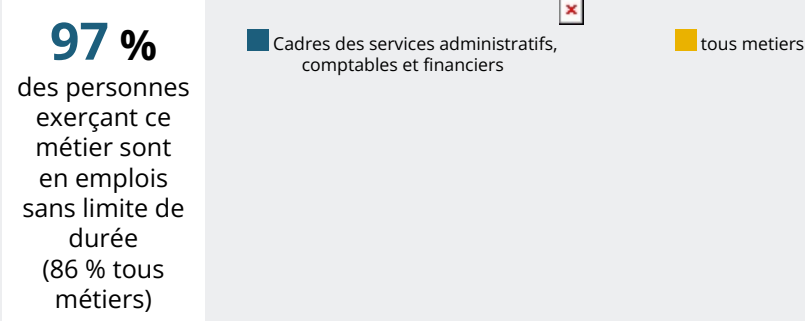 97 %
des personnes
exerçant ce
métier sont
en emplois
sans limite de
durée
(86 % tous
métiers)
Cadres des services administratifs,
comptables et financiers
tous metiers